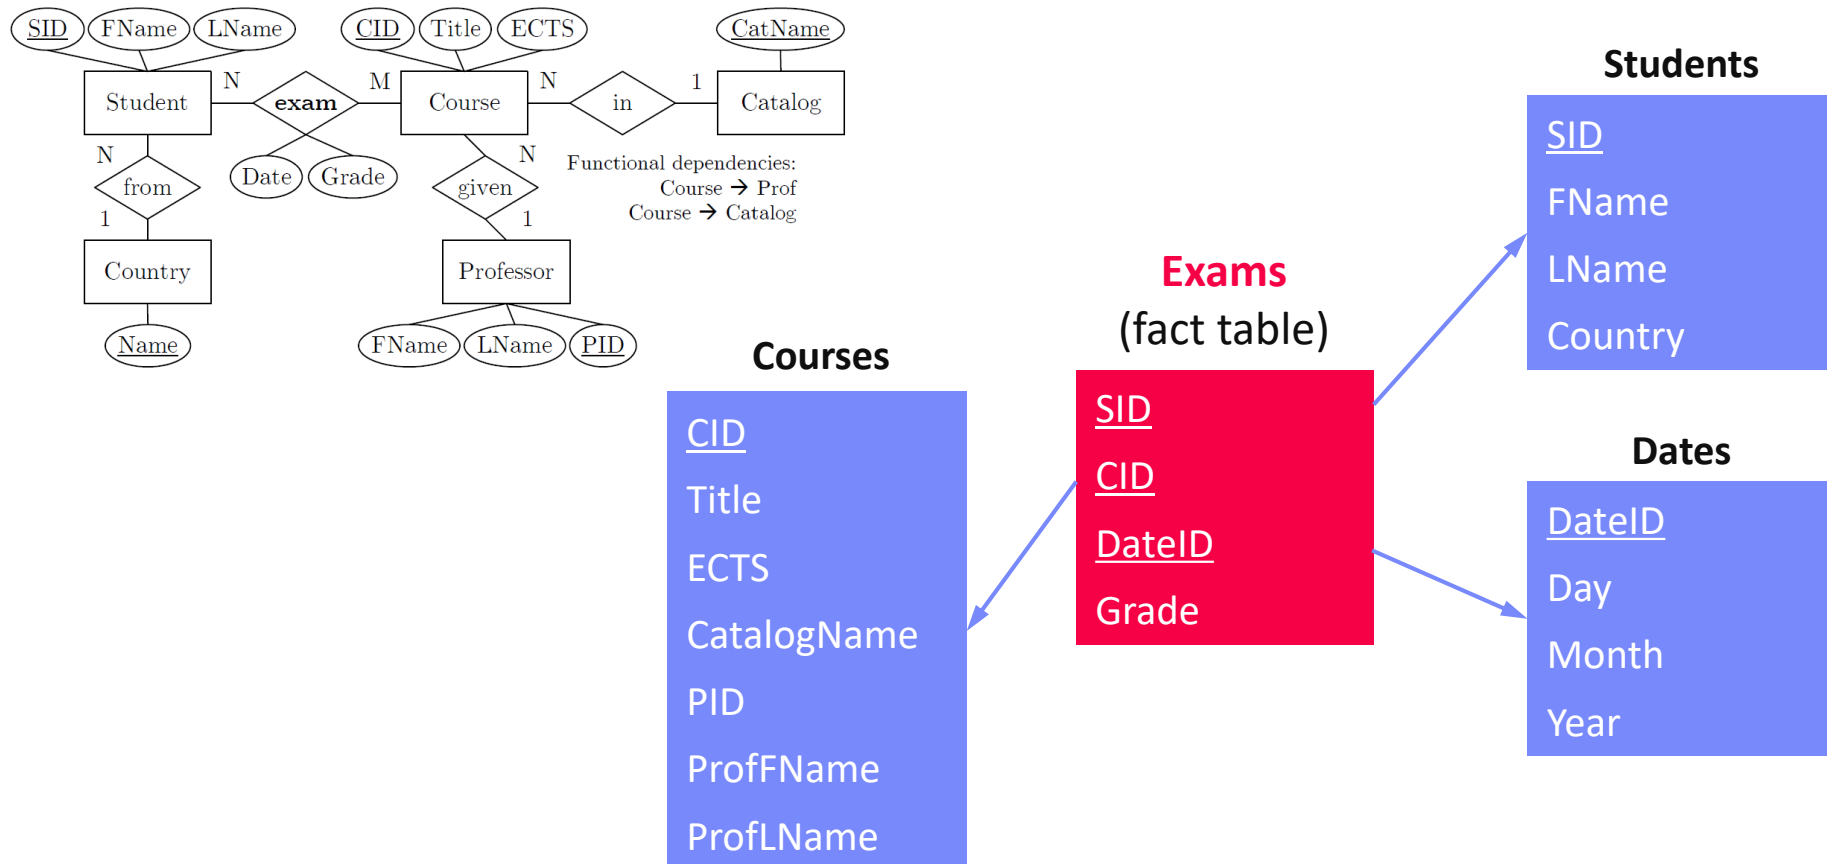 SID FName LName
CID Title ECTS
CatName
Student N exam M Course N in 1 Catalog
N
from
1
Date Grade
N
given
1
Functional dependencies:
Course → Prof
Course → Catalog
Country
Professor
Name
FName LName PID
Courses
CID
Title
ECTS
CatalogName
PID
ProfFName
ProfLName
Exams
(fact table)
SID
CID
DateID
Grade
Students
SID
FName
LName
Country
Dates
DateID
Day
Month
Year